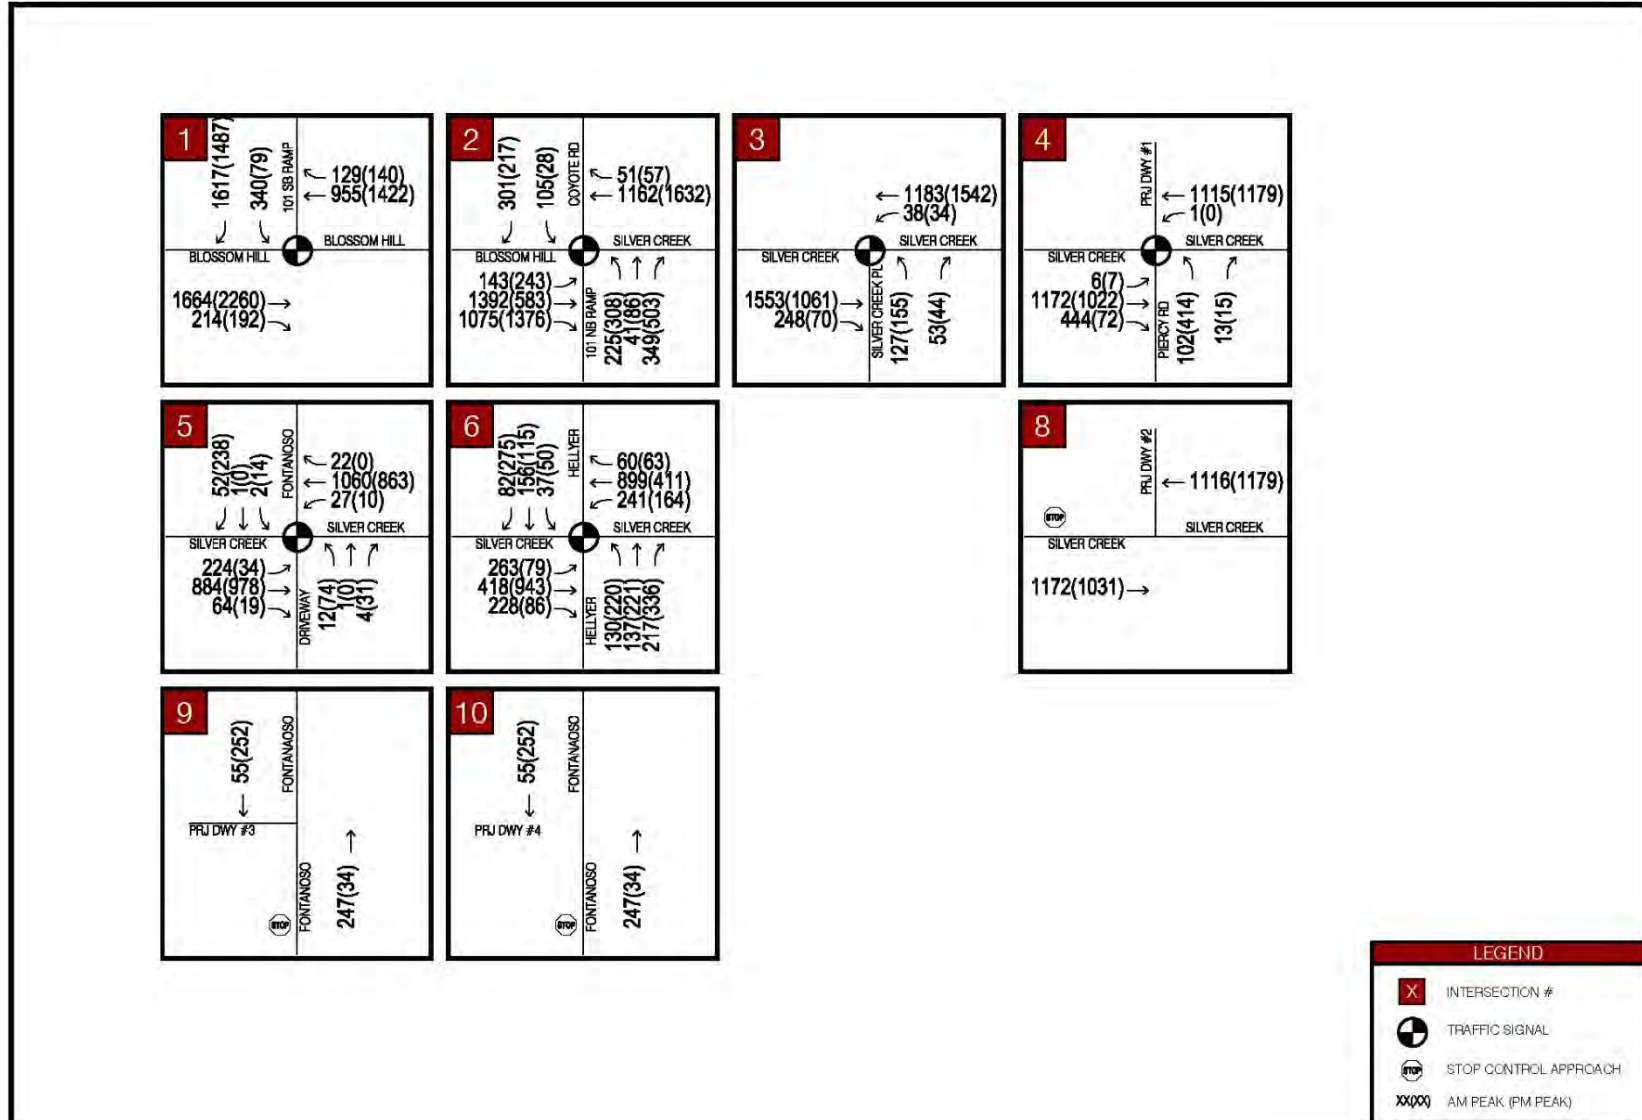 1
1617(1487)
340(79)
101 SB RAMP
129(140)
955(1422)
BLOSSOM HILL
BLOSSOM HILL
1664(2260)
214(192)
2
301(217)
105(28)
COYOTE RD
51(57)
1162(1632)
SILVER CREEK
BLOSSOM HILL
143(243)
1392(583)
1075(1376)
101 NB RAMP
225(308)
41(86)
349(503)
3
1183(1542)
38(34)
SILVER CREEK
SILVER CREEK
1553(1061)
248(70)
SILVER CREEK PL
127(155)
53(44)
4
PRJ DWY #1
1115(1179)
1(0)
SILVER CREEK
SILVER CREEK
6(7)
1172(1022)
444(72)
PIERCY RD
102(414)
13(15)
5
52(238)
1(0)
2(14)
FONTANOSO
22(0)
1060(863)
27(10)
SILVER CREEK
SILVER CREEK
224(34)
884(978)
64(19)
DRIVEWAY
12(74)
1(0)
4(31)
6
82(275)
156(115)
37(50)
HELLYER
60(63)
899(411)
241(164)
SILVER CREEK
SILVER CREEK
263(79)
418(943)
228(86)
HELLYER
130(220)
137(221)
217(336)
8
PRJ DWY #2
1116(1179)
STOP
SILVER CREEK
SILVER CREEK
1172(1031)
9
55(252)
FONTANAOSO
PRJ DWY #3
FONTANOSO
247(34)
STOP
10
55(252)
FONTANAOSO
PRJ DWY #4
FONTANOSO
247(34)
STOP
LEGEND
X INTERSECTION #
TRAFFIC SIGNAL
STOP STOP CONTROL APPROACH
XX(XX) AM PEAK (PM PEAK)